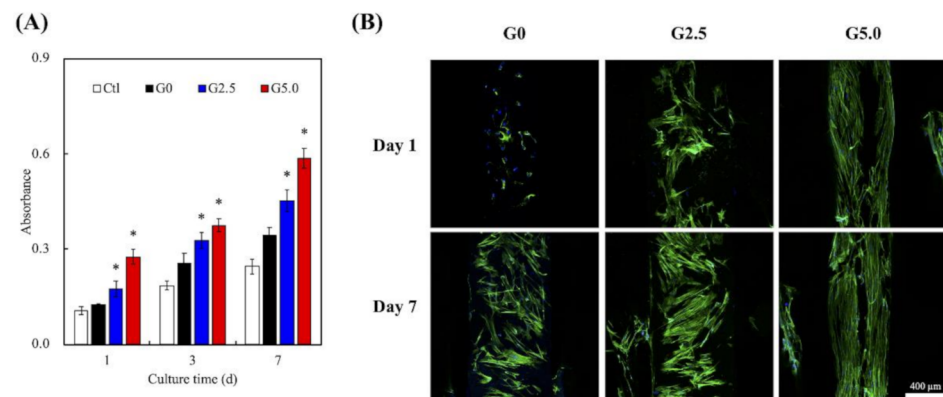 (A)
0.9
Ctl G0 G2.5 G5.0
*
*
*
*
*
*
0.6
0.3
0.0
Absorbance
1 3 7
Culture time (d)
(B)
G0 G2.5 G5.0
Day 1
Day 7
400 μm